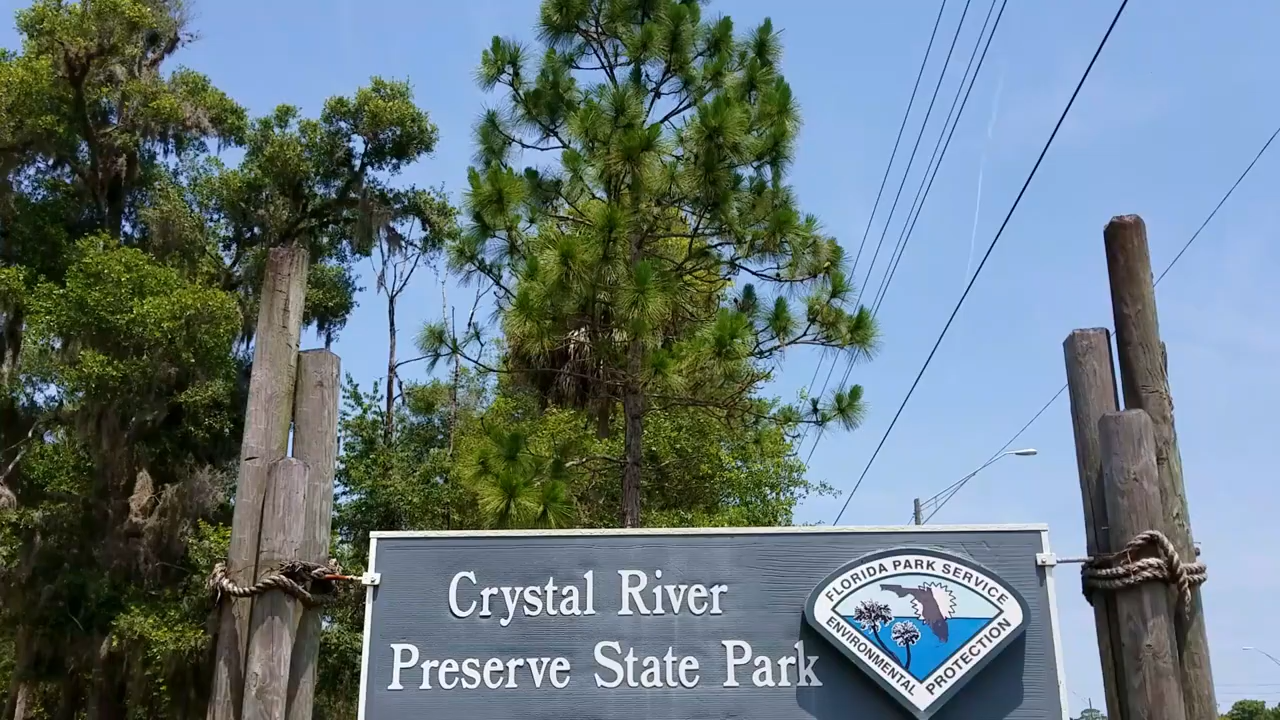 Crystal River
Preserve State Park
FLORIDA PARK SERVICE
ENVIRONMENTAL PROTECTION